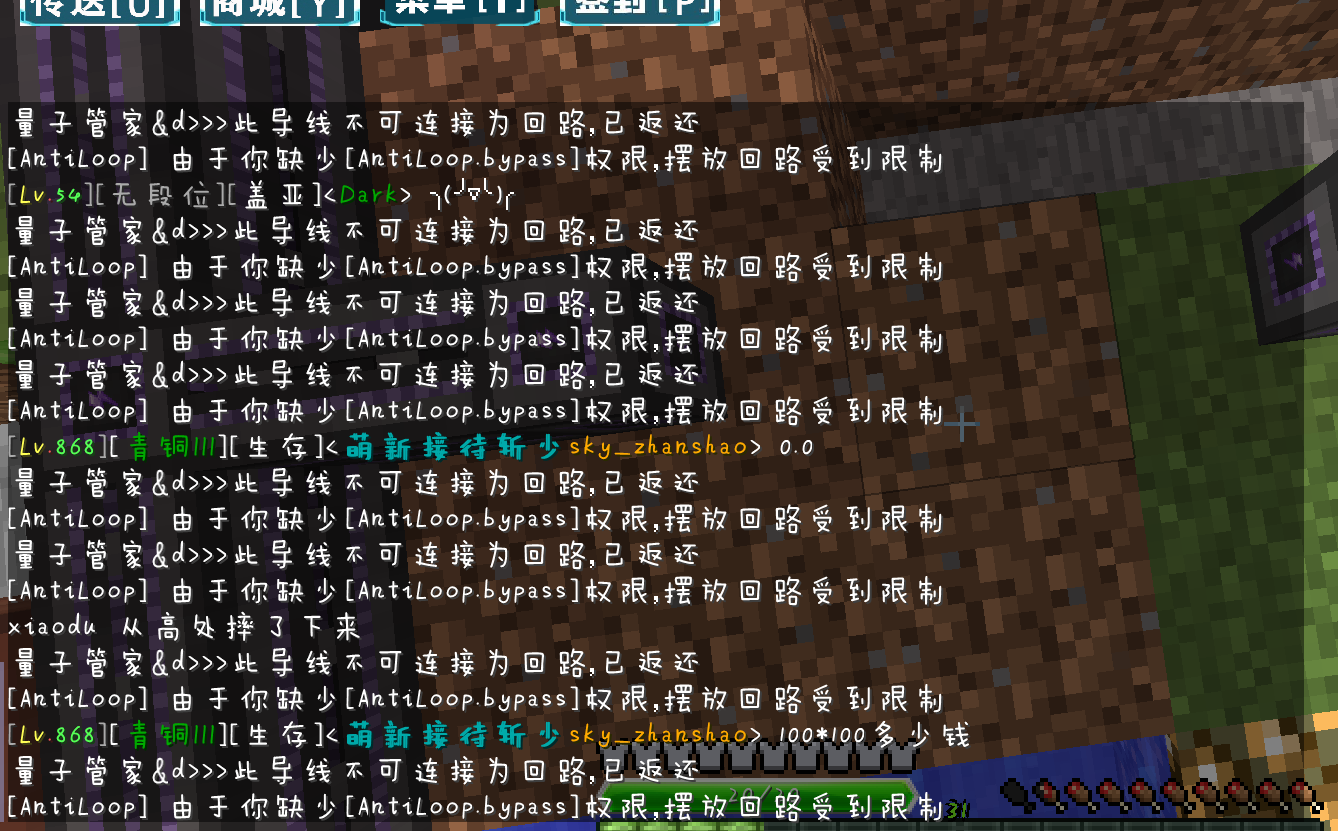 传送[U] 商城[Y] 菜单[T] 签到[P]
量子管家&d>>>此导线不可连接为回路,已返还
[AntiLoop] 由于你缺少[AntiLoop.bypass]权限,摆放回路受到限制
[Lv.54][无段位][盖亚]<Dark> ╮(╯▽╰)╭
量子管家&d>>>此导线不可连接为回路,已返还
[AntiLoop] 由于你缺少[AntiLoop.bypass]权限,摆放回路受到限制
量子管家&d>>>此导线不可连接为回路,已返还
[AntiLoop] 由于你缺少[AntiLoop.bypass]权限,摆放回路受到限制
量子管家&d>>>此导线不可连接为回路,已返还
[AntiLoop] 由于你缺少[AntiLoop.bypass]权限,摆放回路受到限制
[Lv.868][青铜III][生存]<萌新接待斩少sky_zhanshao> 0.0
量子管家&d>>>此导线不可连接为回路,已返还
[AntiLoop] 由于你缺少[AntiLoop.bypass]权限,摆放回路受到限制
量子管家&d>>>此导线不可连接为回路,已返还
[AntiLoop] 由于你缺少[AntiLoop.bypass]权限,摆放回路受到限制
xiaodu 从高处摔了下来
量子管家&d>>>此导线不可连接为回路,已返还
[AntiLoop] 由于你缺少[AntiLoop.bypass]权限,摆放回路受到限制
[Lv.868][青铜III][生存]<萌新接待斩少sky_zhanshao> 100*100多少钱
量子管家&d>>>此导线不可连接为回路,已返还
20/20
[AntiLoop] 由于你缺少[AntiLoop.bypass]权限,摆放回路受到限制
31